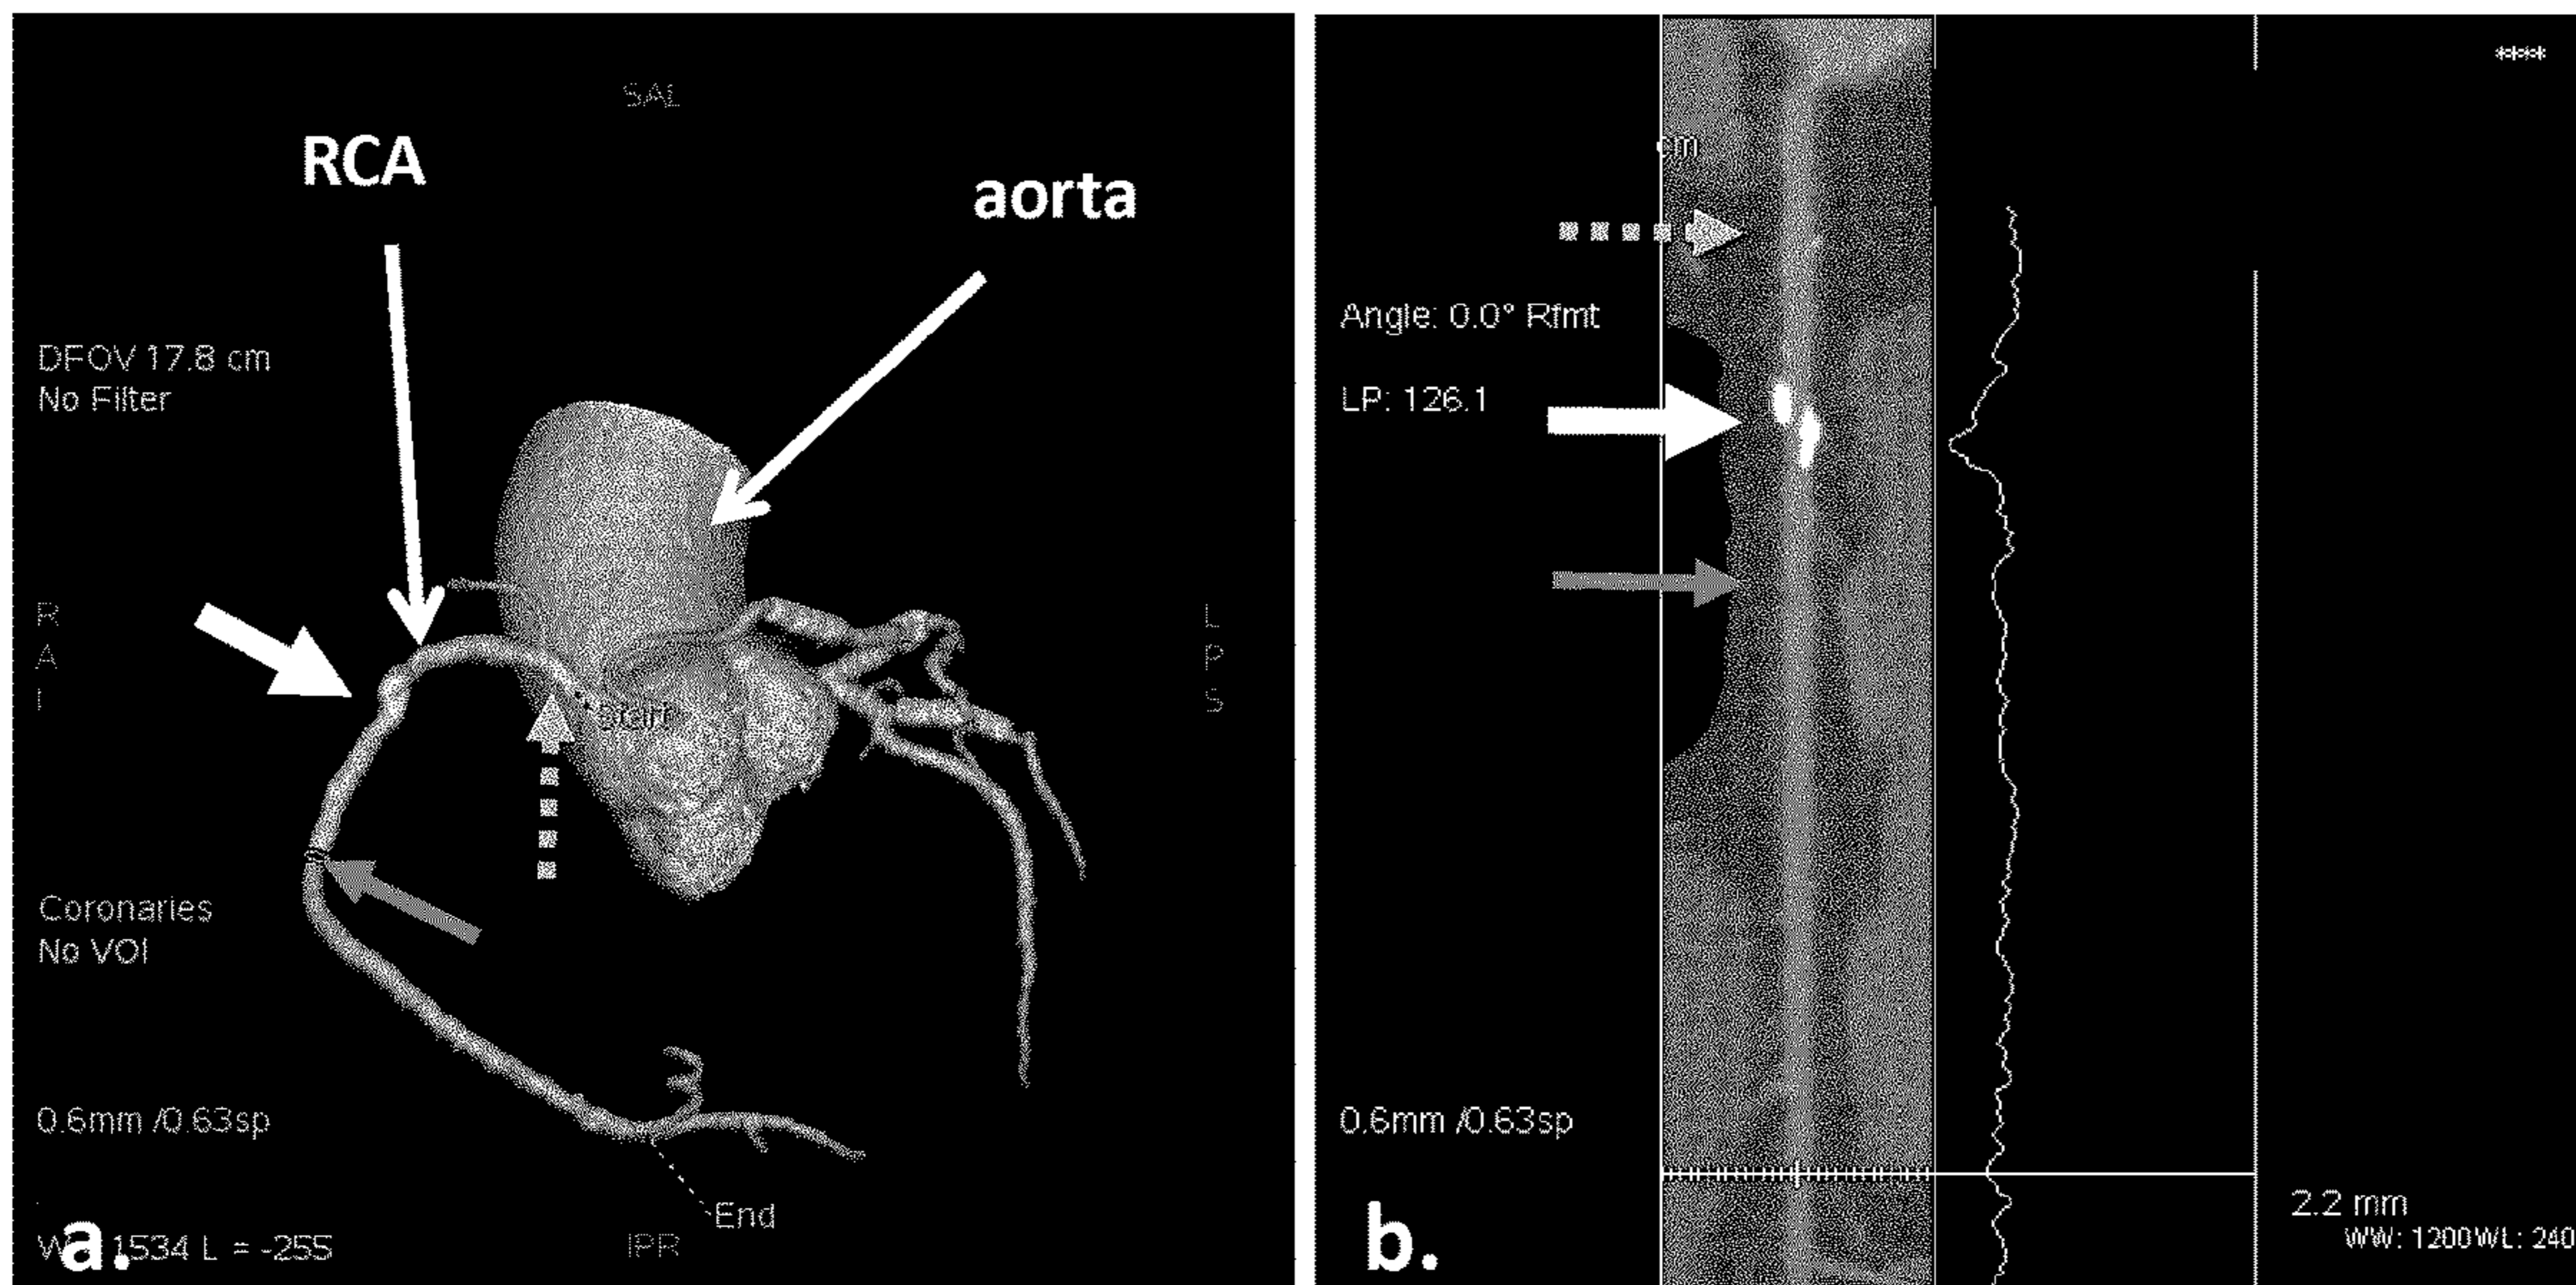 SAL
RCA
aorta
DFOV 17.8 cm
No Filter
R
A
I
L
P
S
Start
Coronaries
No VOI
0.6mm /0.63sp
End
W 1534 L = -255
IPR
a.
****
cm
Angle: 0.0° Rfmt
LP: 126.1
0.6mm /0.63sp
2.2 mm
WW: 1200WL: 240
b.